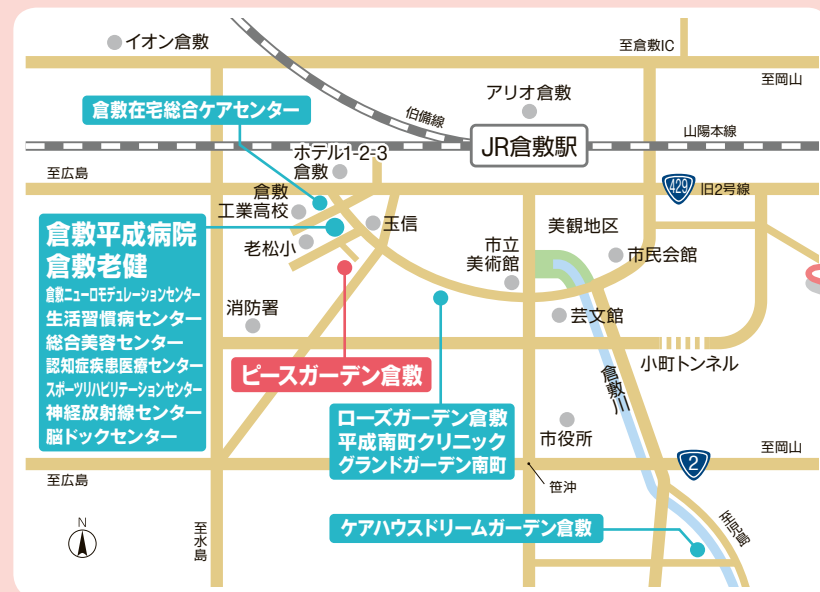 イオン倉敷
至倉敷IC
至岡山
アリオ倉敷
伯備線
倉敷在宅総合ケアセンター
山陽本線
JR倉敷駅
ホテル1-2-3
倉敷
至広島
429
旧2号線
倉敷
工業高校
玉信
美観地区
倉敷平成病院
倉敷老健
倉敷ニューロモデュレーションセンター
生活習慣病センター
総合美容センター
認知症疾患医療センター
スポーツリハビリテーションセンター
神経放射線センター
脳ドックセンター
老松小
市立
美術館
市民会館
消防署
芸文館
小町トンネル
ピースガーデン倉敷
倉敷川
ローズガーデン倉敷
平成南町クリニック
グランドガーデン南町
市役所
至岡山
2
至広島
笹沖
N
至水島
ケアハウスドリームガーデン倉敷
至児島